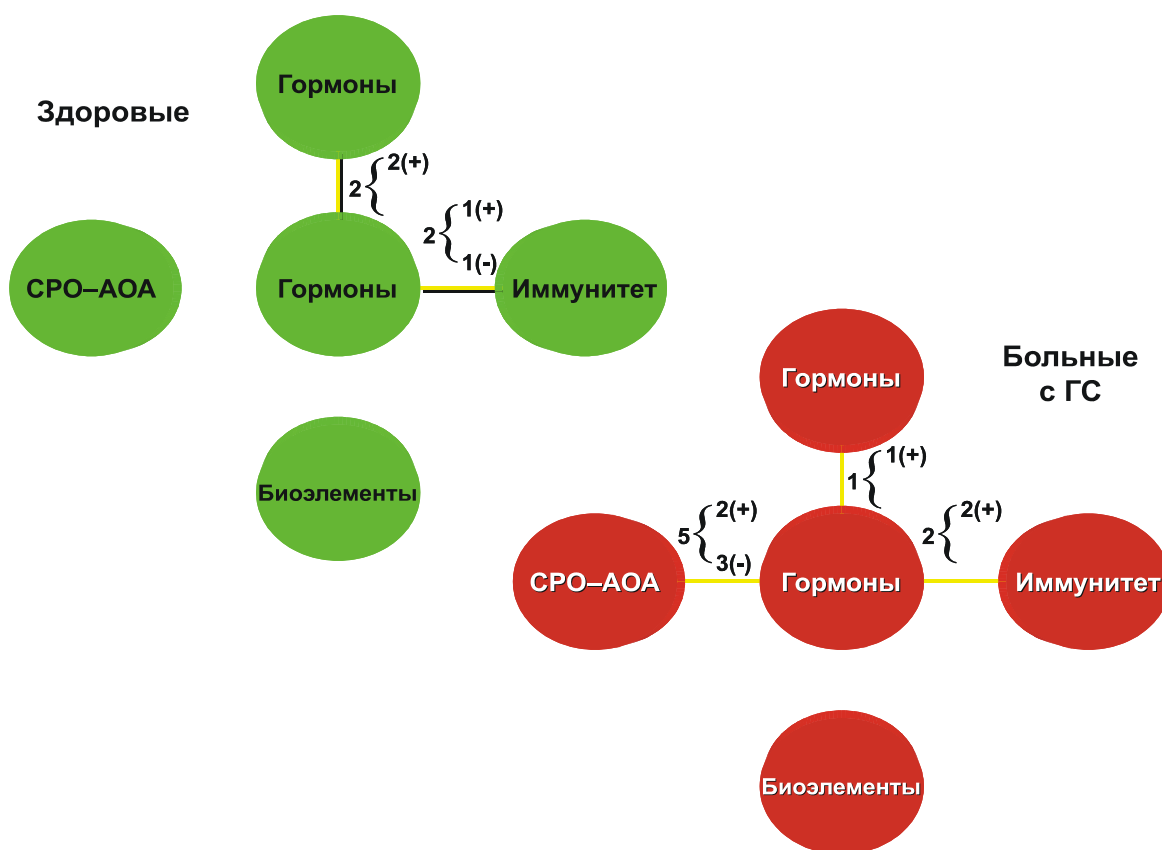 Здоровые
Гормоны
2 { 2(+)
СРО–АОА
Гормоны
2 { 1(+)
1(-)
Иммунитет
Биоэлементы
Больные
с ГС
Гормоны
1 { 1(+)
СРО–АОА
5 { 2(+)
3(-)
Гормоны
2 { 2(+)
Иммунитет
Биоэлементы